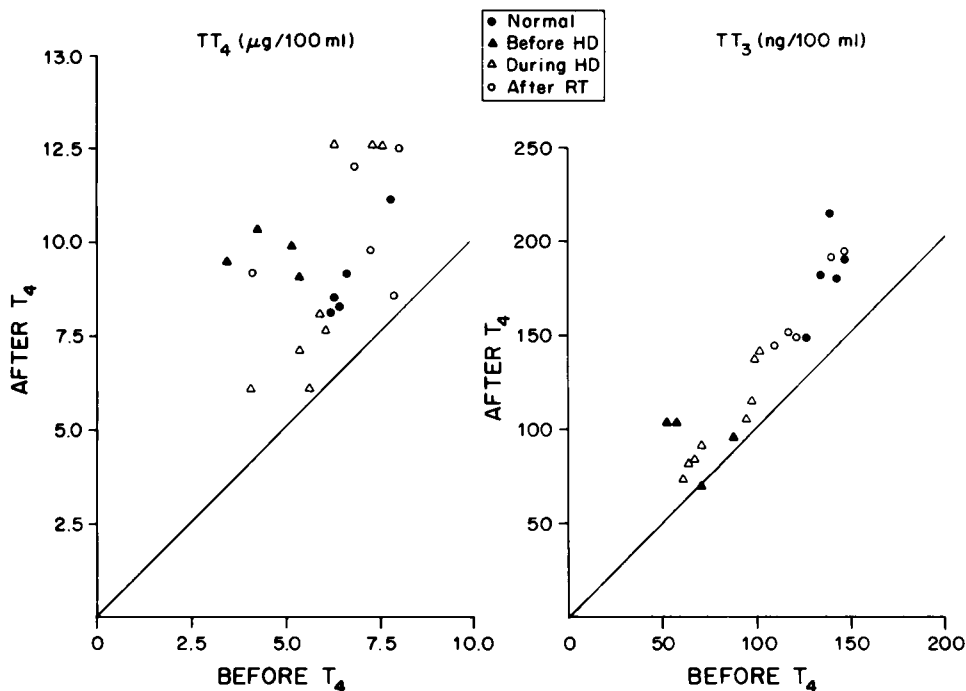 ● Normal
▲ Before HD
△ During HD
○ After RT
TT₄ (μg/100 ml)
13.0
12.5
10.0
7.5
5.0
2.5
AFTER T₄
0 2.5 5.0 7.5 10.0
BEFORE T₄
TT₃ (ng/100 ml)
250
200
150
100
50
AFTER T₄
0 50 100 150 200
BEFORE T₄